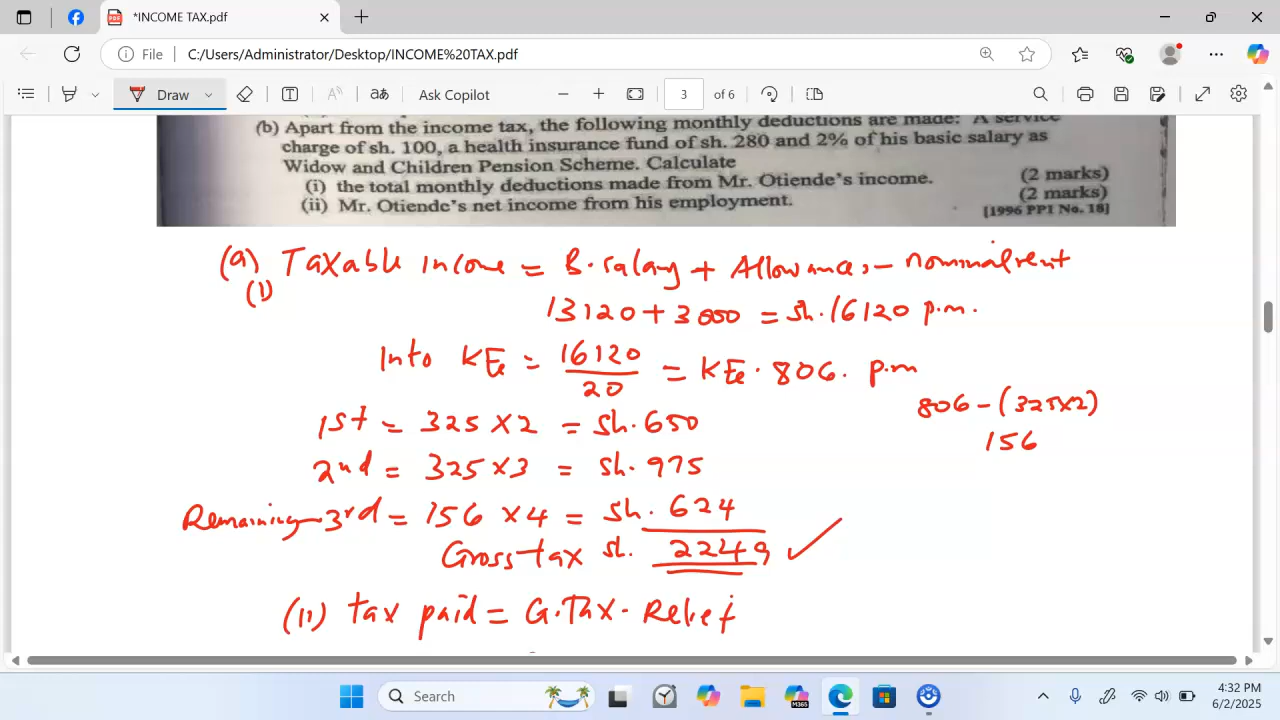 *INCOME TAX.pdf
File
C:/Users/Administrator/Desktop/INCOME%20TAX.pdf
Draw
Ask Copilot
3 of 6
(b) Apart from the income tax, the following monthly deductions are made: A service
charge of sh. 100, a health insurance fund of sh. 280 and 2% of his basic salary as
Widow and Children Pension Scheme. Calculate
(i) the total monthly deductions made from Mr. Otiende's income. (2 marks)
(ii) Mr. Otiende's net income from his employment. (2 marks)
[1996 PP1 No. 18]
(a) Taxable income = B.salary + Allowances - nominal rent
(i)
13120 + 3000 = sh. 16120 p.m.
Into K£ = 16120/20 = K£. 806. p.m
806 - (325x2)
1st = 325 x 2 = sh. 650
156
2nd = 325 x 3 = sh. 975
Remaining 3rd = 156 x 4 = sh. 624
Gross tax sh. 2249 ✓
(ii) tax paid = G.Tax - Relief
Search
4:32 PM
6/2/2025